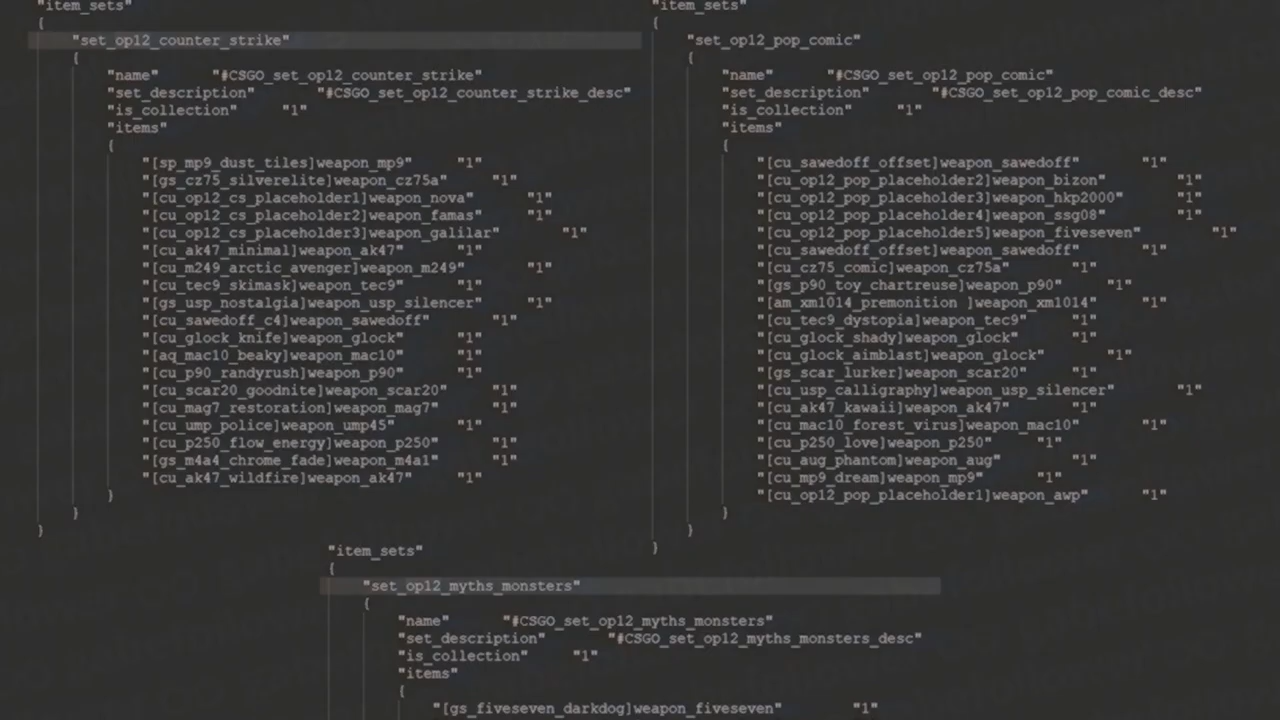 "item_sets"
{
"set_op12_counter_strike"
{
"name" "#CSGO_set_op12_counter_strike"
"set_description" "#CSGO_set_op12_counter_strike_desc"
"is_collection" "1"
"items"
{
"[sp_mp9_dust_tiles]weapon_mp9" "1"
"[gs_cz75_silverelite]weapon_cz75a" "1"
"[cu_op12_cs_placeholder1]weapon_nova" "1"
"[cu_op12_cs_placeholder2]weapon_famas" "1"
"[cu_op12_cs_placeholder3]weapon_galilar" "1"
"[cu_ak47_minimal]weapon_ak47" "1"
"[cu_m249_arctic_avenger]weapon_m249" "1"
"[cu_tec9_skimask]weapon_tec9" "1"
"[gs_usp_nostalgia]weapon_usp_silencer" "1"
"[cu_sawedoff_c4]weapon_sawedoff" "1"
"[cu_glock_knife]weapon_glock" "1"
"[aq_mac10_beaky]weapon_mac10" "1"
"[cu_p90_randyrush]weapon_p90" "1"
"[cu_scar20_goodnite]weapon_scar20" "1"
"[cu_mag7_restoration]weapon_mag7" "1"
"[cu_ump_police]weapon_ump45" "1"
"[cu_p250_flow_energy]weapon_p250" "1"
"[gs_m4a4_chrome_fade]weapon_m4a1" "1"
"[cu_ak47_wildfire]weapon_ak47" "1"
}
}
}
"item_sets"
{
"set_op12_pop_comic"
{
"name" "#CSGO_set_op12_pop_comic"
"set_description" "#CSGO_set_op12_pop_comic_desc"
"is_collection" "1"
"items"
{
"[cu_sawedoff_offset]weapon_sawedoff" "1"
"[cu_op12_pop_placeholder2]weapon_bizon" "1"
"[cu_op12_pop_placeholder3]weapon_hkp2000" "1"
"[cu_op12_pop_placeholder4]weapon_ssg08" "1"
"[cu_op12_pop_placeholder5]weapon_fiveseven" "1"
"[cu_sawedoff_offset]weapon_sawedoff" "1"
"[cu_cz75_comic]weapon_cz75a" "1"
"[gs_p90_toy_chartreuse]weapon_p90" "1"
"[am_xm1014_premonition ]weapon_xm1014" "1"
"[cu_tec9_dystopia]weapon_tec9" "1"
"[cu_glock_shady]weapon_glock" "1"
"[cu_glock_aimblast]weapon_glock" "1"
"[gs_scar_lurker]weapon_scar20" "1"
"[cu_usp_calligraphy]weapon_usp_silencer" "1"
"[cu_ak47_kawaii]weapon_ak47" "1"
"[cu_mac10_forest_virus]weapon_mac10" "1"
"[cu_p250_love]weapon_p250" "1"
"[cu_aug_phantom]weapon_aug" "1"
"[cu_mp9_dream]weapon_mp9" "1"
"[cu_op12_pop_placeholder1]weapon_awp" "1"
}
}
}
"item_sets"
{
"set_op12_myths_monsters"
{
"name" "#CSGO_set_op12_myths_monsters"
"set_description" "#CSGO_set_op12_myths_monsters_desc"
"is_collection" "1"
"items"
{
"[gs_fiveseven_darkdog]weapon_fiveseven" "1"